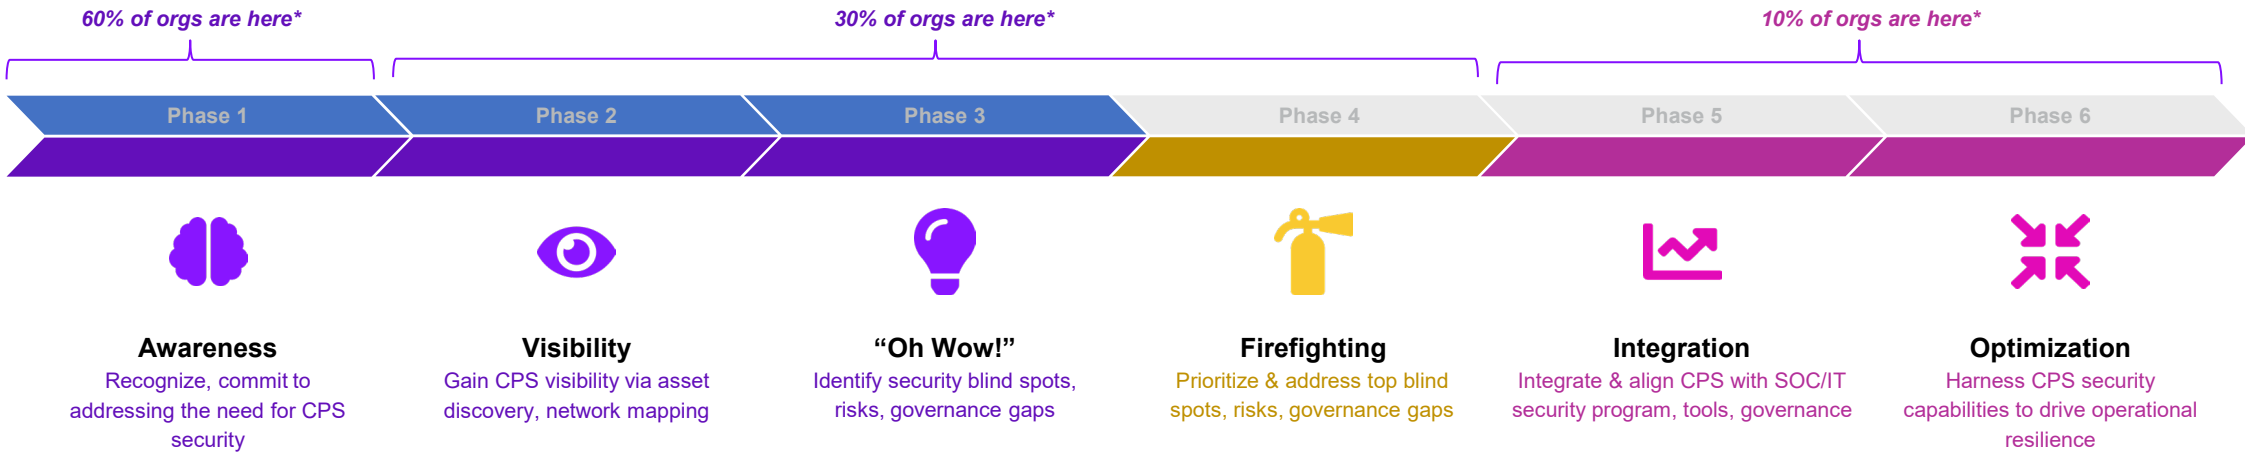 60% of orgs are here*
30% of orgs are here*
10% of orgs are here*
Phase 1
Phase 2
Phase 3
Phase 4
Phase 5
Phase 6
Awareness
Recognize, commit to
addressing the need for CPS
security
Visibility
Gain CPS visibility via asset
discovery, network mapping
“Oh Wow!”
Identify security blind spots,
risks, governance gaps
Firefighting
Prioritize & address top blind
spots, risks, governance gaps
Integration
Integrate & align CPS with SOC/IT
security program, tools, governance
Optimization
Harness CPS security
capabilities to drive operational
resilience